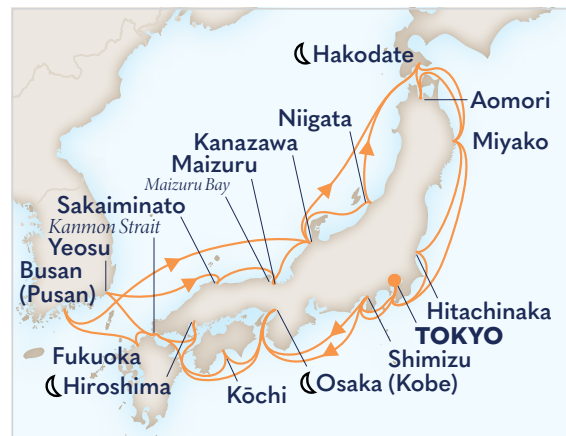 Hakodate
Aomori
Niigata
Miyako
Kanazawa
Maizuru
Maizuru Bay
Sakaiminato
Kanmon Strait
Yeosu
Busan
(Pusan)
Hitachinaka
TOKYO
Shimizu
Fukuoka
Hiroshima
Kōchi
Osaka (Kobe)